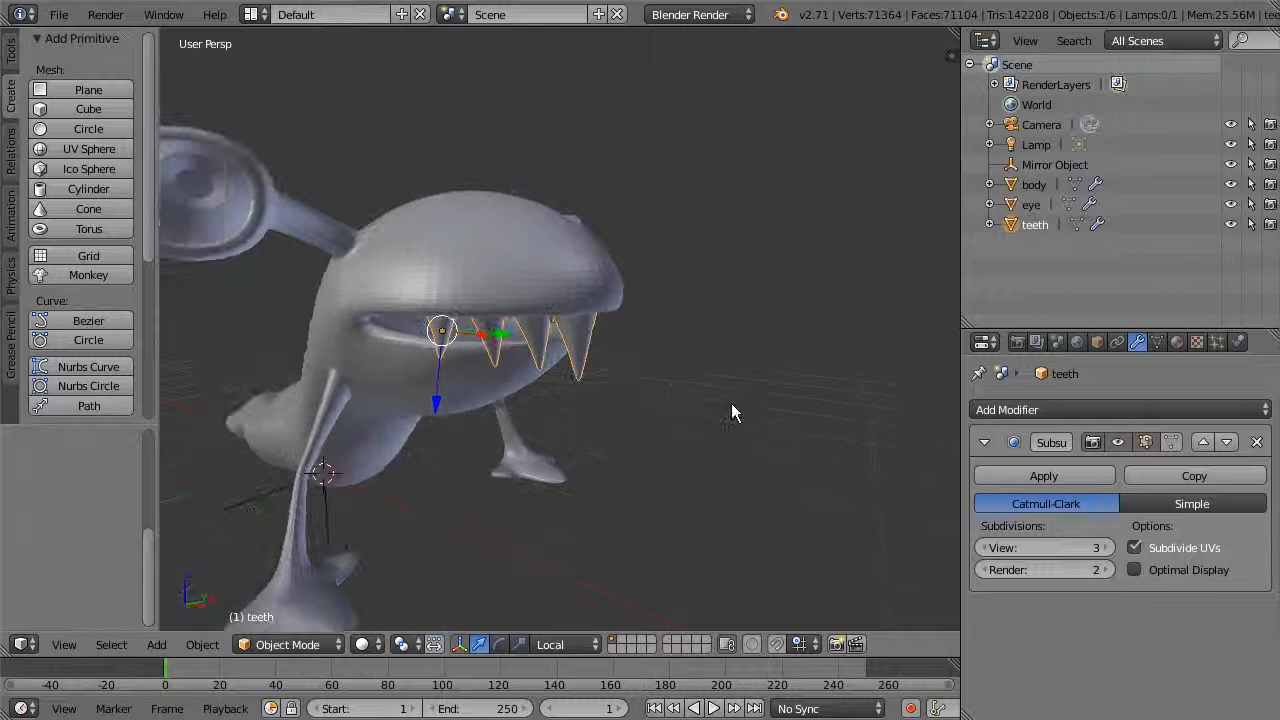 File Render Window Help Default Scene Blender Render v2.71 | Verts:71364 | Faces:71104 | Tris:142208 | Objects:1/6 | Lamps:0/1 | Mem:25.56M | tee
Add Primitive
User Persp
View Search All Scenes
Tools
Create
Relations
Animation
Physics
Grease Pencil
Mesh:
Plane
Cube
Circle
UV Sphere
Ico Sphere
Cylinder
Cone
Torus
Grid
Monkey
Curve:
Bezier
Circle
Nurbs Curve
Nurbs Circle
Path
Scene
RenderLayers
World
Camera
Lamp
Mirror Object
body
eye
teeth
teeth
Add Modifier
Subsu
Apply Copy
Catmull-Clark Simple
Subdivisions: Options:
View: 3 Subdivide UVs
Render: 2 Optimal Display
(1) teeth
View Select Add Object Object Mode Local
-40 -20 0 20 40 60 80 100 120 140 160 180 200 220 240 260
View Marker Frame Playback Start: 1 End: 250 1 No Sync